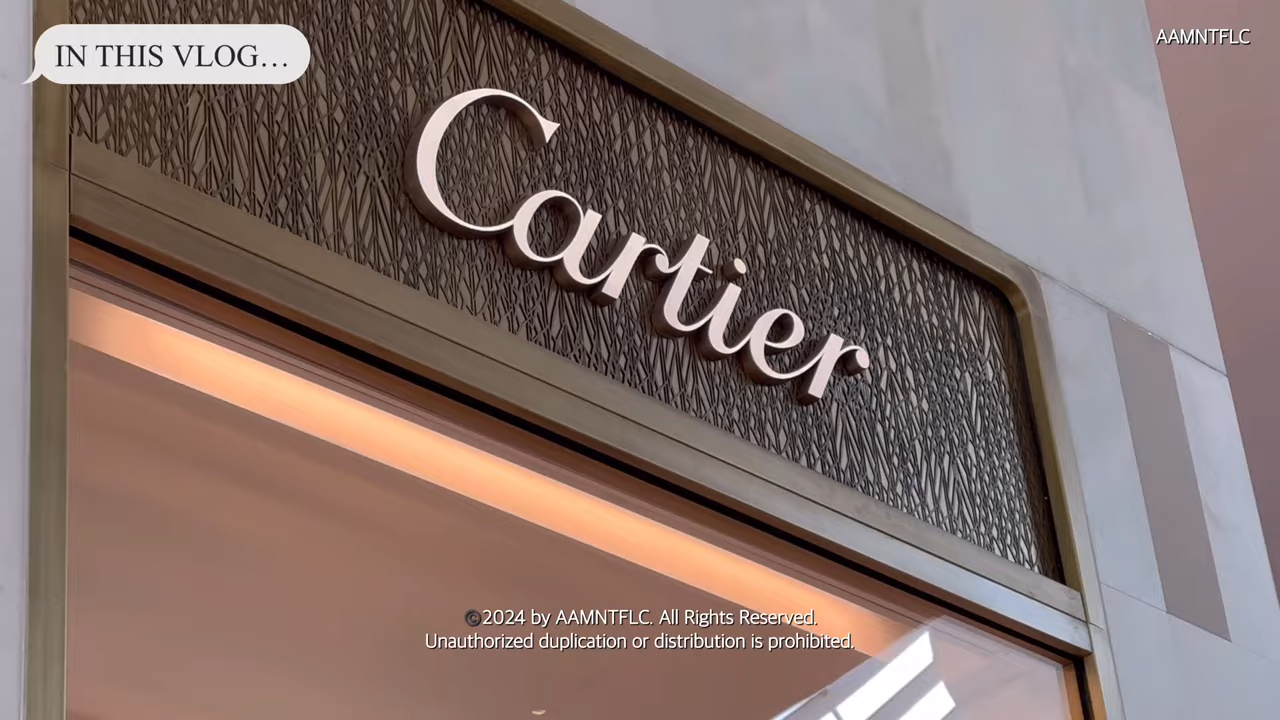 IN THIS VLOG...
AAMNTFLC
Cartier
©2024 by AAMNTFLC. All Rights Reserved.
Unauthorized duplication or distribution is prohibited.